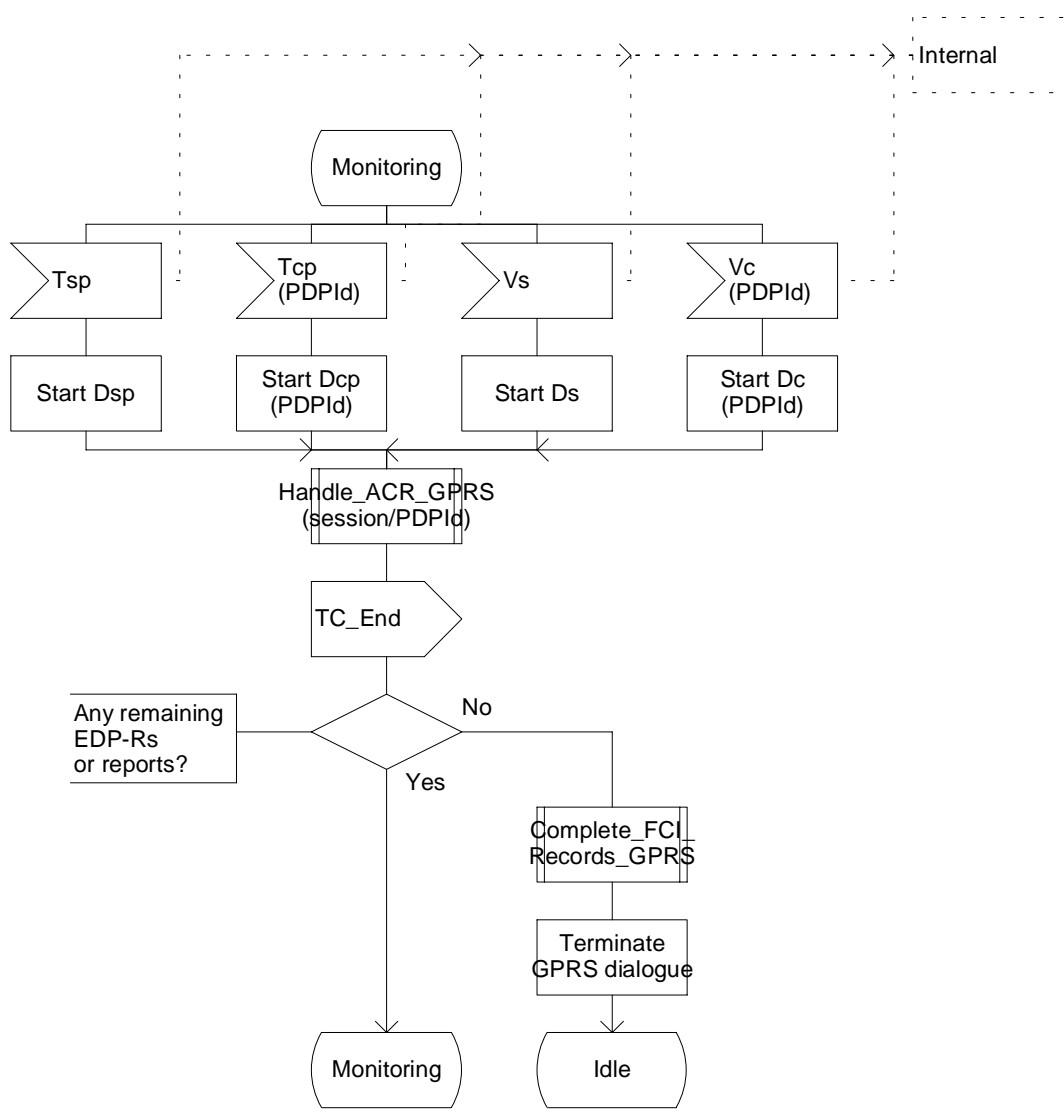 Internal
Monitoring
Tsp
Tcp
(PDPId)
Vs
Vc
(PDPId)
Start Dsp
Start Dcp
(PDPId)
Start Ds
Start Dc
(PDPId)
Handle_ACR_GPRS
(session/PDPId)
TC_End
Any remaining
EDP-Rs
or reports?
No
Yes
Complete_FCI_
Records_GPRS
Terminate
GPRS dialogue
Monitoring
Idle